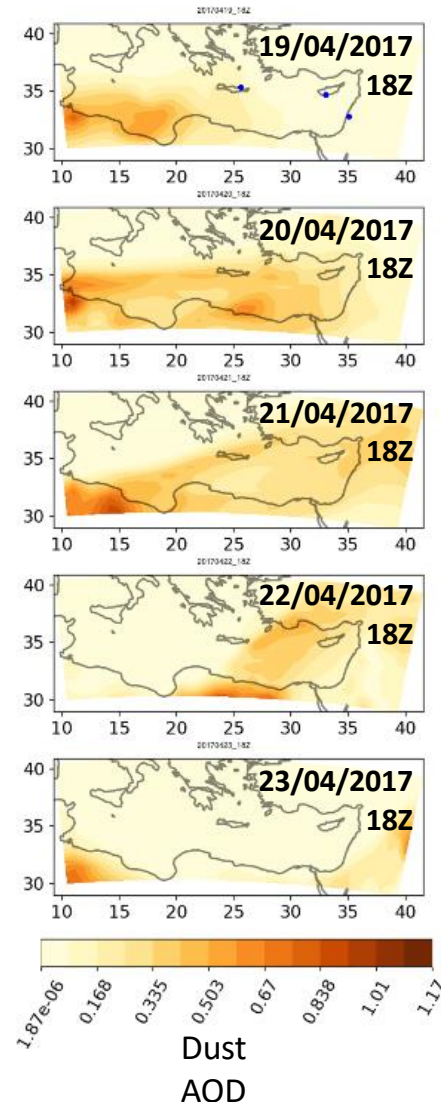 20170419_18Z
19/04/2017
18Z
40
35
30
10 15 20 25 30 35 40
20170420_18Z
20/04/2017
18Z
40
35
30
10 15 20 25 30 35 40
20170421_18Z
21/04/2017
18Z
40
35
30
10 15 20 25 30 35 40
20170422_18Z
22/04/2017
18Z
40
35
30
10 15 20 25 30 35 40
20170423_18Z
23/04/2017
18Z
40
35
30
10 15 20 25 30 35 40
1.87e-06 0.168 0.335 0.503 0.67 0.838 1.01 1.17
Dust
AOD